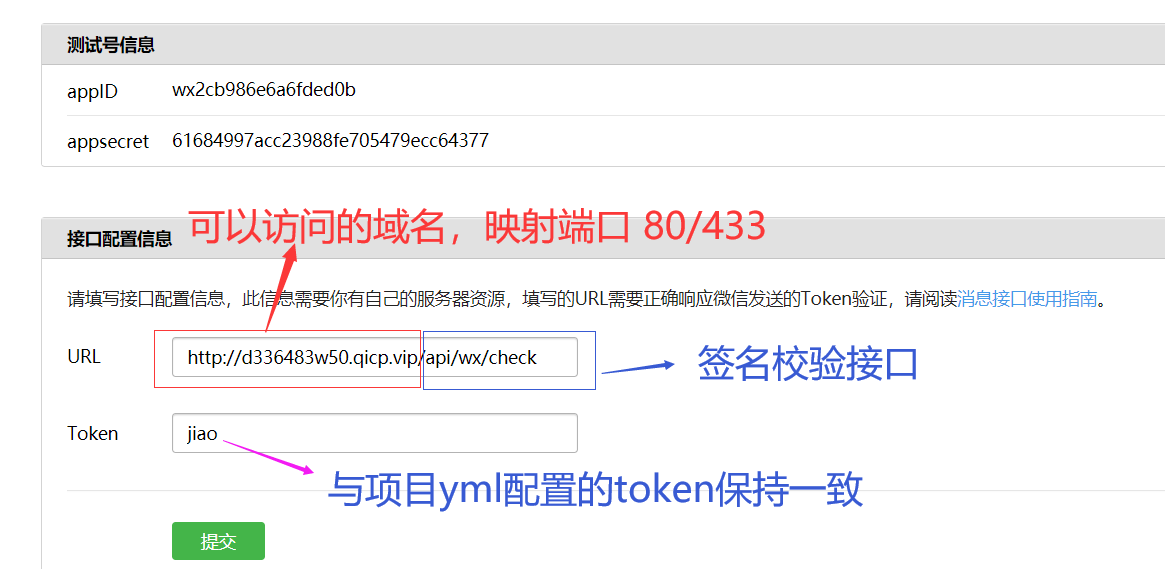 测试号信息
appID wx2cb986e6a6fded0b
appsecret 61684997acc23988fe705479ecc64377
可以访问的域名，映射端口 80/433
接口配置信息
请填写接口配置信息，此信息需要你有自己的服务器资源，填写的URL需要正确响应微信发送的Token验证，请阅读消息接口使用指南。
URL http://d336483w50.qicp.vip/api/wx/check
签名校验接口
Token jiao
与项目yml配置的token保持一致
提交